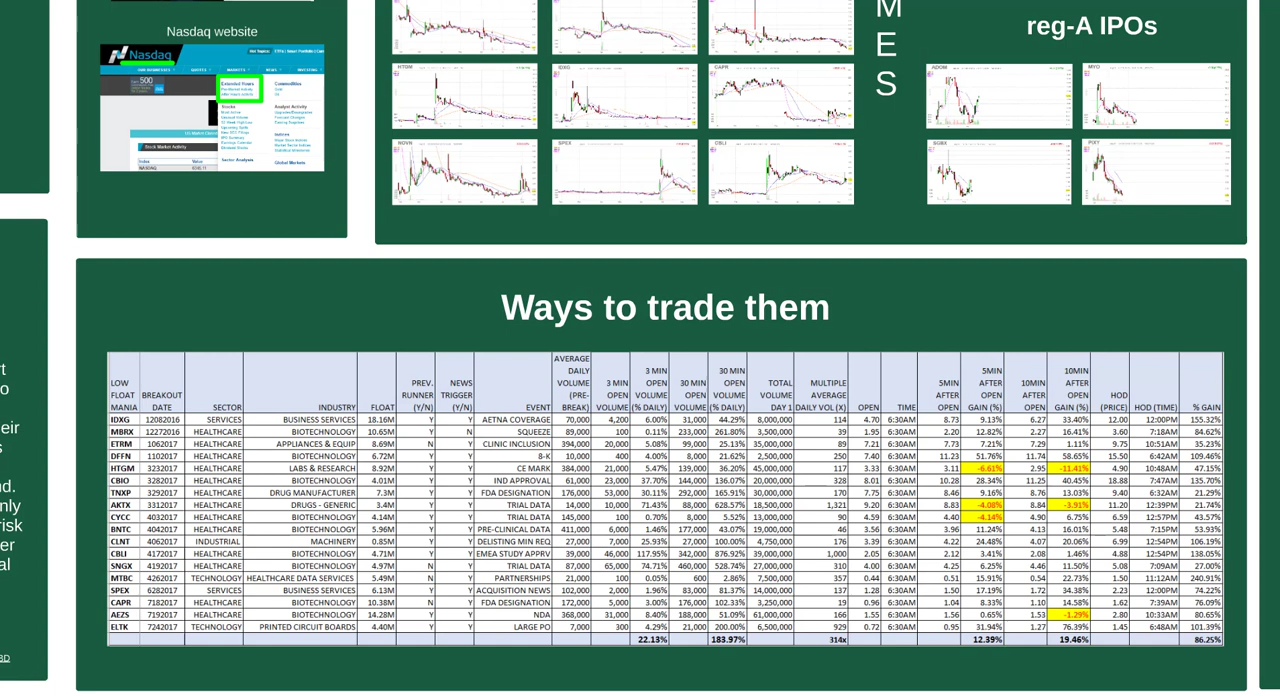 Nasdaq website
Nasdaq
500
Extended Hours
Commodities
Stocks
Analyst Activity
Indices
Sector Analysis
Global Markets
Stock Market Activity
Index Value
M
E
S
reg-A IPOs
HTGM IDXG CAPR
NOVN SPEX CBLI
ADOM MYO
SGBX PIXY
Ways to trade them
LOW FLOAT MANIA BREAKOUT DATE SECTOR INDUSTRY FLOAT PREV. RUNNER (Y/N) NEWS TRIGGER (Y/N) EVENT AVERAGE DAILY VOLUME (PRE-BREAK) 3 MIN OPEN VOLUME 3 MIN OPEN VOLUME (% DAILY) 30 MIN OPEN VOLUME 30 MIN OPEN VOLUME (% DAILY) TOTAL VOLUME DAY 1 MULTIPLE AVERAGE DAILY VOL (X) OPEN TIME 5MIN AFTER OPEN 5MIN AFTER OPEN GAIN (%) 10MIN AFTER OPEN 10MIN AFTER OPEN GAIN (%) HOD (PRICE) HOD (TIME) % GAIN
IDXG 12082016 SERVICES BUSINESS SERVICES 18.16M Y Y AETNA COVERAGE 70,000 4,200 6.00% 31,000 44.29% 8,000,000 114 4.70 6:30AM 8.73 9.13% 6.27 33.40% 12.00 12:00PM 155.32%
MBRX 12272016 HEALTHCARE BIOTECHNOLOGY 10.65M Y N SQUEEZE 89,000 100 0.11% 233,000 261.80% 3,500,000 39 1.95 6:30AM 2.20 12.82% 2.27 16.41% 3.60 7:18AM 84.62%
ETRM 1062017 HEALTHCARE APPLIANCES & EQUIP 8.69M N Y CLINIC INCLUSION 394,000 20,000 5.08% 99,000 25.13% 35,000,000 89 7.21 6:30AM 7.73 7.21% 7.29 1.11% 9.75 10:51AM 35.23%
DFFN 1102017 HEALTHCARE BIOTECHNOLOGY 6.72M Y Y 8-K 10,000 400 4.00% 8,000 21.62% 2,500,000 250 7.40 6:30AM 11.23 51.76% 11.74 58.65% 15.50 6:42AM 109.46%
HTGM 3232017 HEALTHCARE LABS & RESEARCH 8.92M Y Y CE MARK 384,000 21,000 5.47% 139,000 36.20% 45,000,000 117 3.33 6:30AM 3.11 -6.61% 2.95 -11.41% 4.90 10:48AM 47.15%
CBIO 3282017 HEALTHCARE BIOTECHNOLOGY 4.01M Y Y IND APPROVAL 61,000 23,000 37.70% 144,000 136.07% 20,000,000 328 8.01 6:30AM 10.28 28.34% 11.25 40.45% 18.88 7:47AM 135.70%
TNXP 3292017 HEALTHCARE DRUG MANUFACTURER 7.3M Y Y FDA DESIGNATION 176,000 53,000 30.11% 292,000 165.91% 30,000,000 170 7.75 6:30AM 8.46 9.16% 8.76 13.03% 9.40 6:32AM 21.29%
AKTX 3312017 HEALTHCARE DRUGS - GENERIC 3.4M Y Y TRIAL DATA 14,000 10,000 71.43% 88,000 628.57% 18,500,000 1,321 9.20 6:30AM 8.83 -4.08% 8.84 -3.91% 11.20 12:39PM 21.74%
CYCC 4032017 HEALTHCARE BIOTECHNOLOGY 4.14M Y Y TRIAL DATA 145,000 100 0.70% 8,000 5.52% 13,000,000 90 4.59 6:30AM 4.40 -4.14% 4.90 6.75% 6.59 12:57PM 43.57%
BNTC 4042017 HEALTHCARE BIOTECHNOLOGY 5.96M Y Y PRE-CLINICAL DATA 411,000 6,000 1.46% 177,000 43.07% 19,000,000 46 3.56 6:30AM 3.96 11.24% 4.13 16.01% 5.48 7:15PM 53.93%
CLNT 4062017 INDUSTRIAL MACHINERY 0.85M Y Y DELISTING MIN REQ 27,000 7,000 25.93% 27,000 100.00% 4,750,000 176 3.39 6:30AM 4.22 24.48% 4.07 20.06% 6.99 12:54PM 106.19%
CBLI 4172017 HEALTHCARE BIOTECHNOLOGY 4.71M Y Y EMEA STUDY APPRV 39,000 46,000 117.95% 342,000 876.92% 39,000,000 1,000 2.05 6:30AM 2.12 3.41% 2.08 1.46% 4.88 12:54PM 138.05%
SNGX 4192017 HEALTHCARE BIOTECHNOLOGY 4.97M N Y TRIAL DATA 87,000 65,000 74.71% 460,000 528.74% 27,000,000 310 4.00 6:30AM 4.25 6.25% 4.46 11.50% 5.08 7:09AM 27.00%
MTBC 4262017 TECHNOLOGY HEALTHCARE DATA SERVICES 5.49M N Y PARTNERSHIPS 21,000 100 0.05% 600 2.86% 7,500,000 357 0.44 6:30AM 0.51 15.91% 0.54 22.73% 1.50 11:12AM 240.91%
SPEX 6282017 SERVICES BUSINESS SERVICES 6.13M Y Y ACQUISITION NEWS 102,000 2,000 1.96% 83,000 81.37% 14,000,000 137 1.28 6:30AM 1.50 17.19% 1.72 34.38% 2.23 12:00PM 74.22%
CAPR 7182017 HEALTHCARE BIOTECHNOLOGY 10.38M N Y FDA DESIGNATION 172,000 5,000 3.00% 176,000 102.33% 3,250,000 19 0.96 6:30AM 1.04 8.33% 1.10 14.58% 1.62 7:39AM 76.09%
AEZS 7192017 HEALTHCARE BIOTECHNOLOGY 14.28M Y Y NDA 368,000 31,000 8.40% 188,000 51.09% 61,000,000 166 1.55 6:30AM 1.56 0.65% 1.53 -1.29% 2.80 10:33AM 80.65%
ELTK 7242017 TECHNOLOGY PRINTED CIRCUIT BOARDS 4.40M Y Y LARGE PO 7,000 300 4.29% 21,000 200.00% 6,500,000 929 0.72 6:30AM 0.95 31.94% 1.27 76.39% 1.45 6:48AM 101.39%
22.13% 183.97% 314x 12.39% 19.46% 86.25%